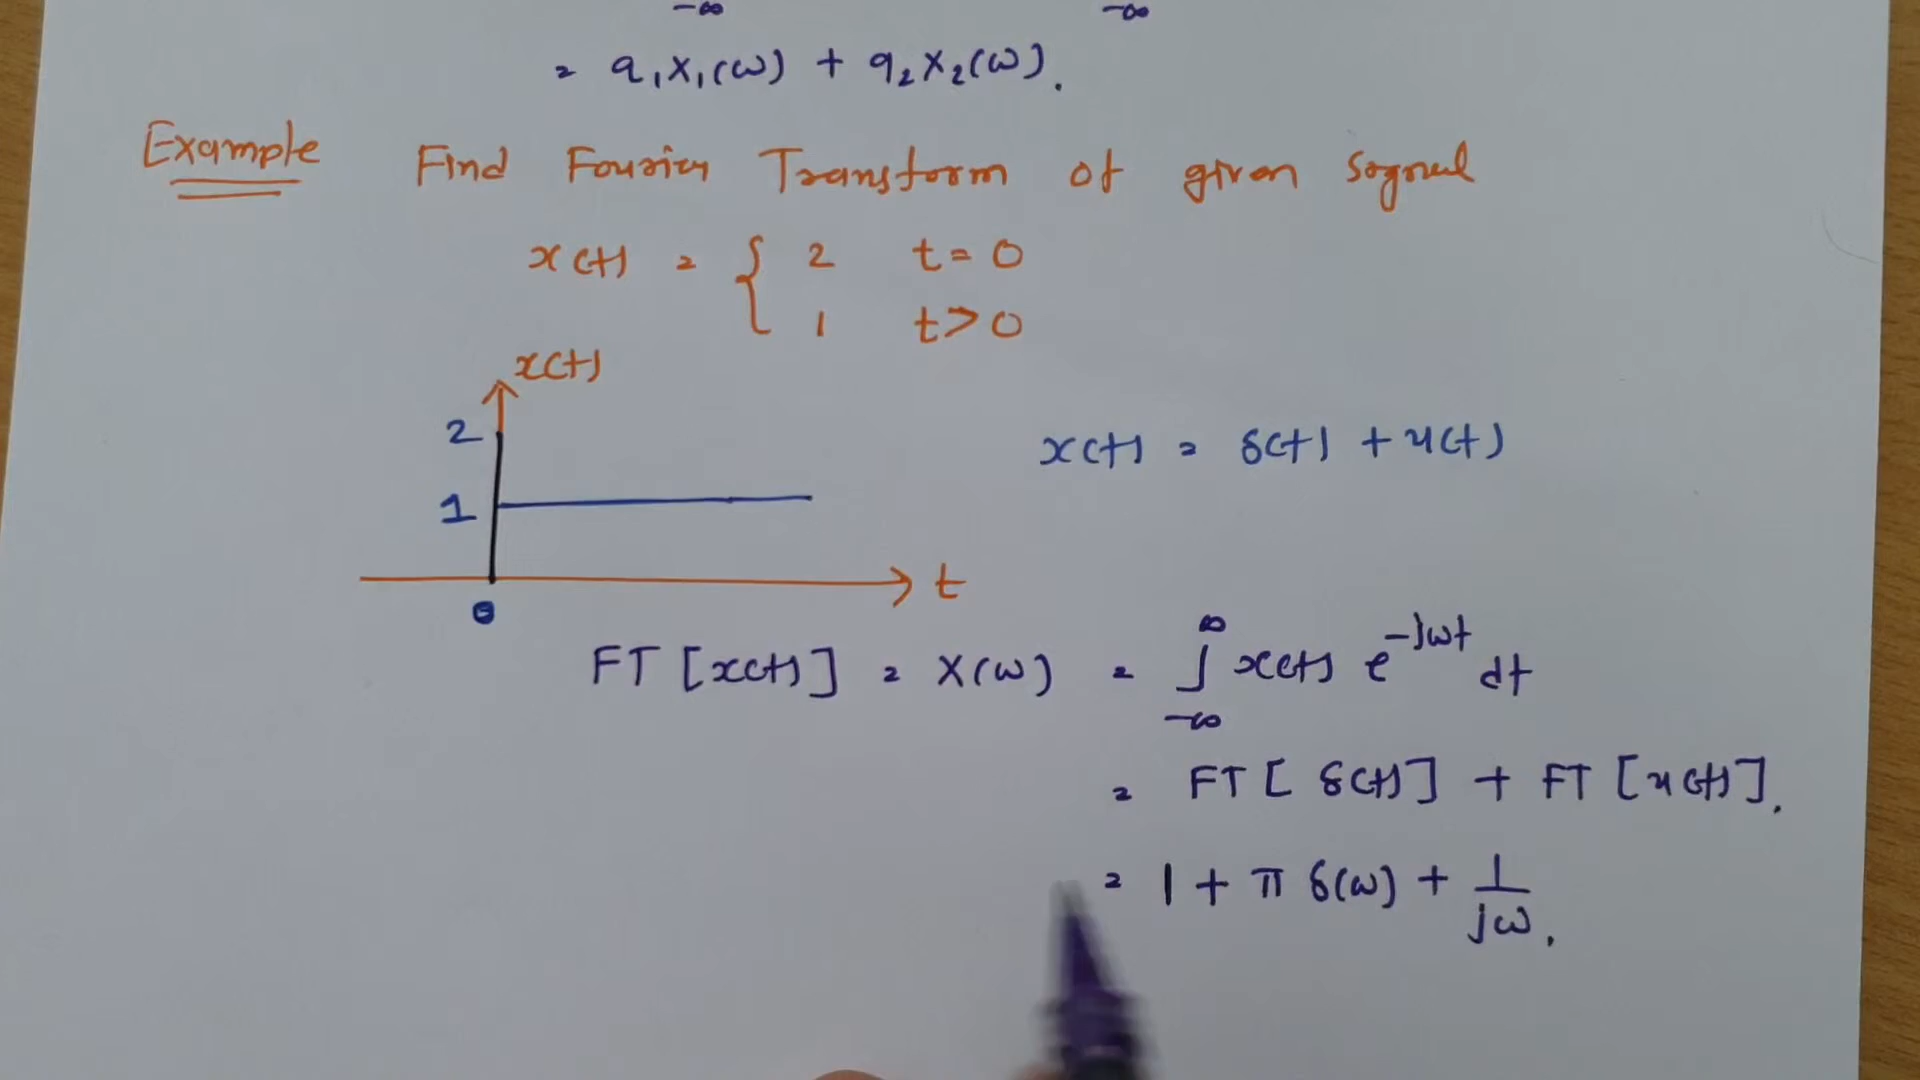 -∞ -∞
= a₁X₁(ω) + a₂X₂(ω).
Example Find Fourier Transform of given signal
x(t) = { 2 t = 0
1 t > 0
x(t)
2
x(t) = δ(t) + u(t)
1
t
0
FT [x(t)] = X(ω) = ∫_{-∞}^{∞} x(t) e^{-jωt} dt
= FT [ δ(t)] + FT [u(t)].
= 1 + π δ(ω) + 1/jω.